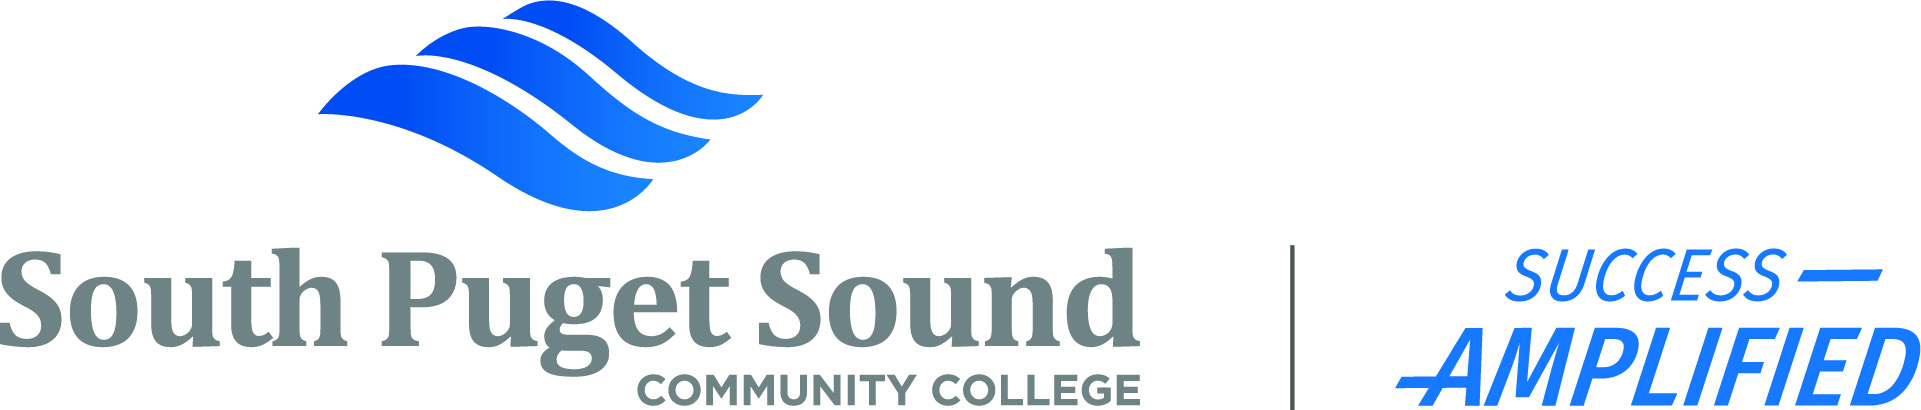 South Puget Sound
COMMUNITY COLLEGE
SUCCESS
AMPLIFIED